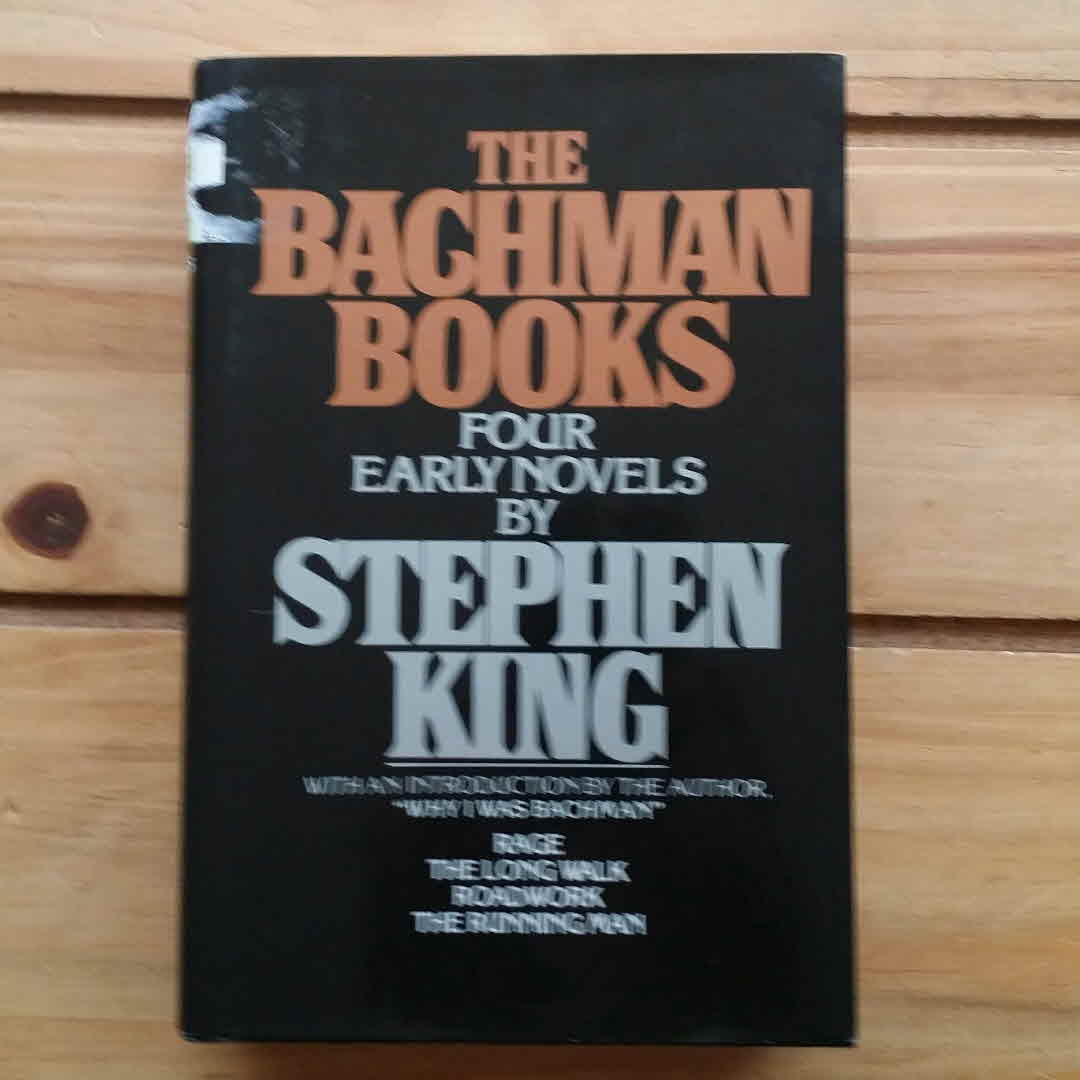 THE
BACHMAN
BOOKS
FOUR
EARLY NOVELS
BY
STEPHEN
KING
WITH AN INTRODUCTION BY THE AUTHOR,
"WHY I WAS BACHMAN"
RAGE
THE LONG WALK
ROADWORK
THE RUNNING MAN